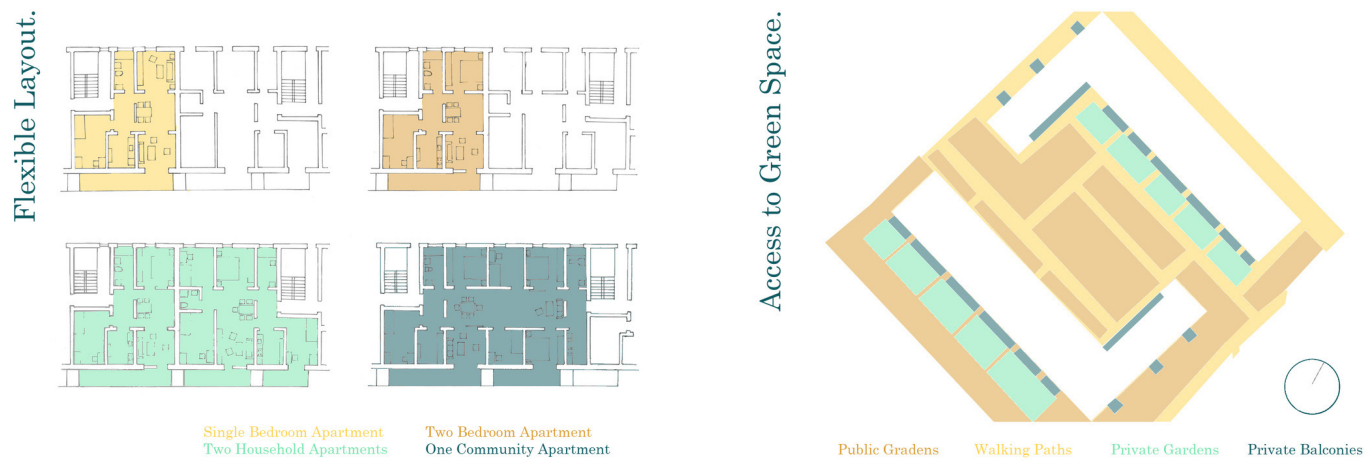 Flexible Layout.
Single Bedroom Apartment
Two Bedroom Apartment
Two Household Apartments
One Community Apartment
Access to Green Space.
Public Gradens
Walking Paths
Private Gardens
Private Balconies